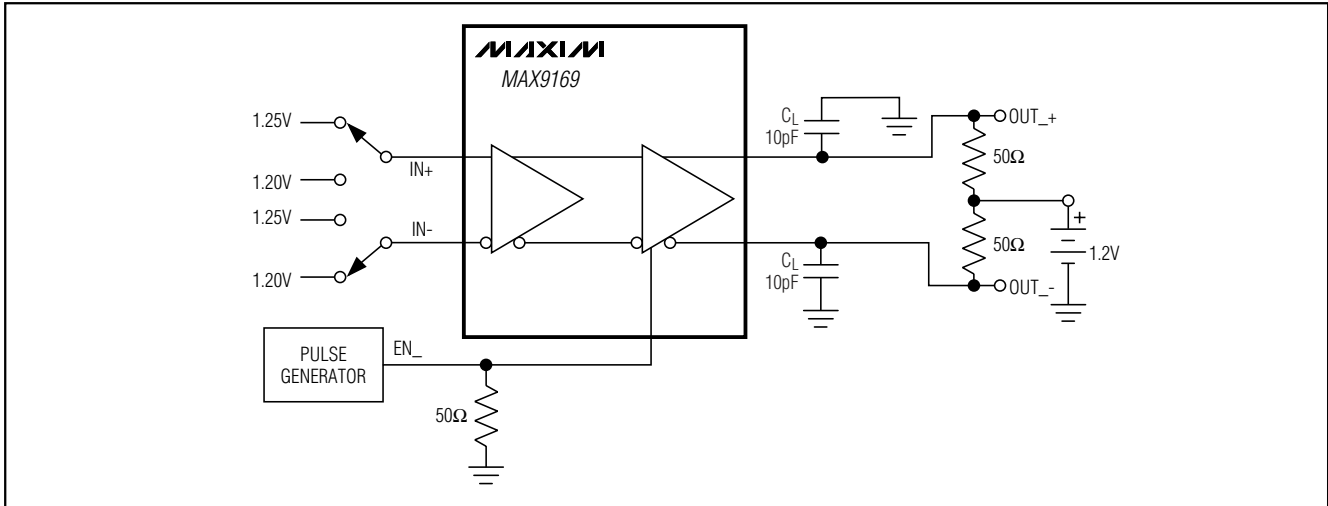 MAXIM
MAX9169
1.25V
IN+
1.20V
1.25V
IN-
1.20V
CL
10pF
OUT_+
50Ω
50Ω
+
1.2V
CL
10pF
OUT_-
PULSE
GENERATOR
EN_
50Ω